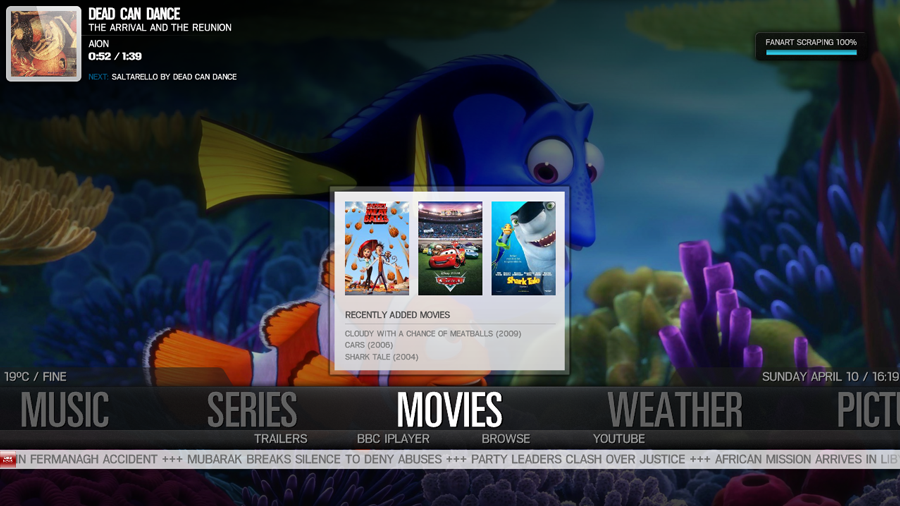 DEAD CAN DANCE
THE ARRIVAL AND THE REUNION
AION
0:52 / 1:39
NEXT: SALTARELLO BY DEAD CAN DANCE
FANART SCRAPING 100%
Shark Tale
RECENTLY ADDED MOVIES
CLOUDY WITH A CHANCE OF MEATBALLS (2009)
CARS (2006)
SHARK TALE (2004)
19ºC / FINE
SUNDAY APRIL 10 / 16:19
MUSIC SERIES MOVIES WEATHER PICTU
TRAILERS BBC IPLAYER BROWSE YOUTUBE
IN FERMANAGH ACCIDENT +++ MUBARAK BREAKS SILENCE TO DENY ABUSES +++ PARTY LEADERS CLASH OVER JUSTICE +++ AFRICAN MISSION ARRIVES IN LIB